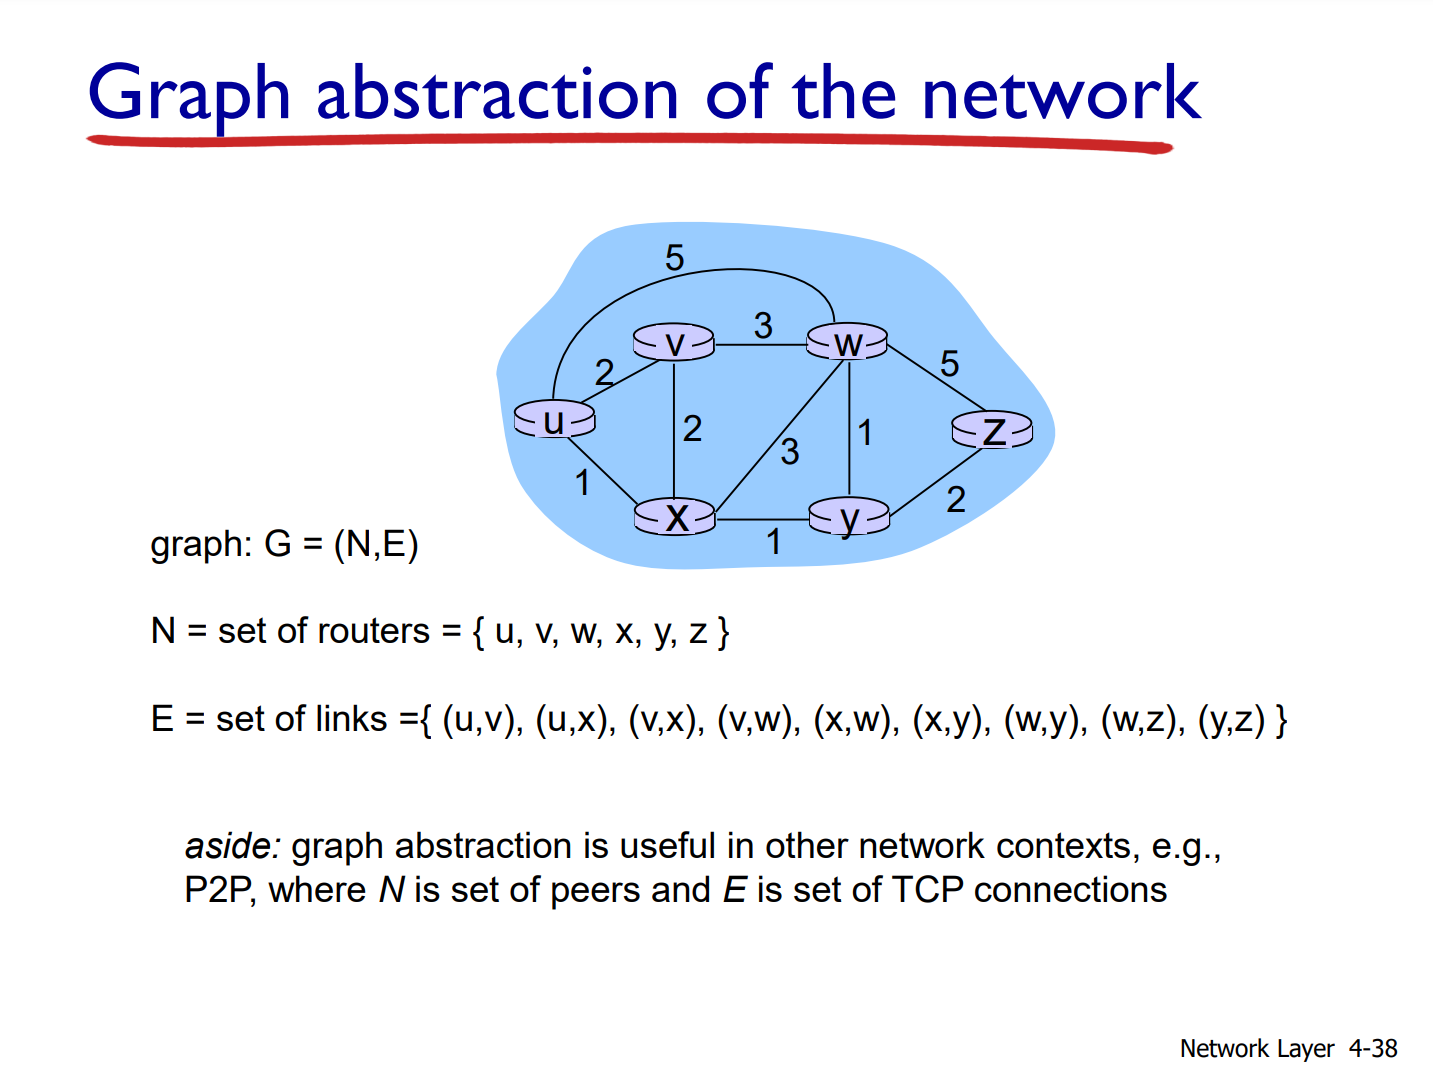 Graph abstraction of the network
5
v
3
w
2
5
u
2
3
1
z
1
2
x
1
y
graph: G = (N,E)
N = set of routers = { u, v, w, x, y, z }
E = set of links ={ (u,v), (u,x), (v,x), (v,w), (x,w), (x,y), (w,y), (w,z), (y,z) }
aside: graph abstraction is useful in other network contexts, e.g.,
P2P, where N is set of peers and E is set of TCP connections
Network Layer 4-38